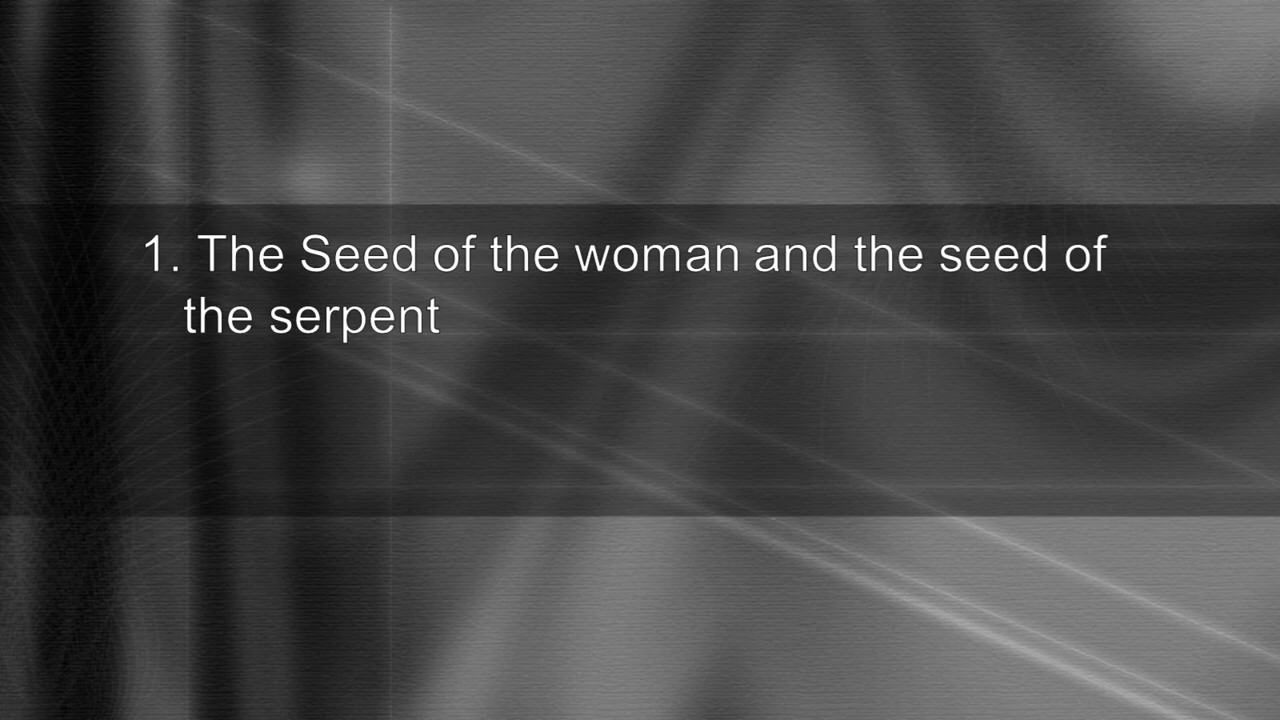 1. The Seed of the woman and the seed of
the serpent